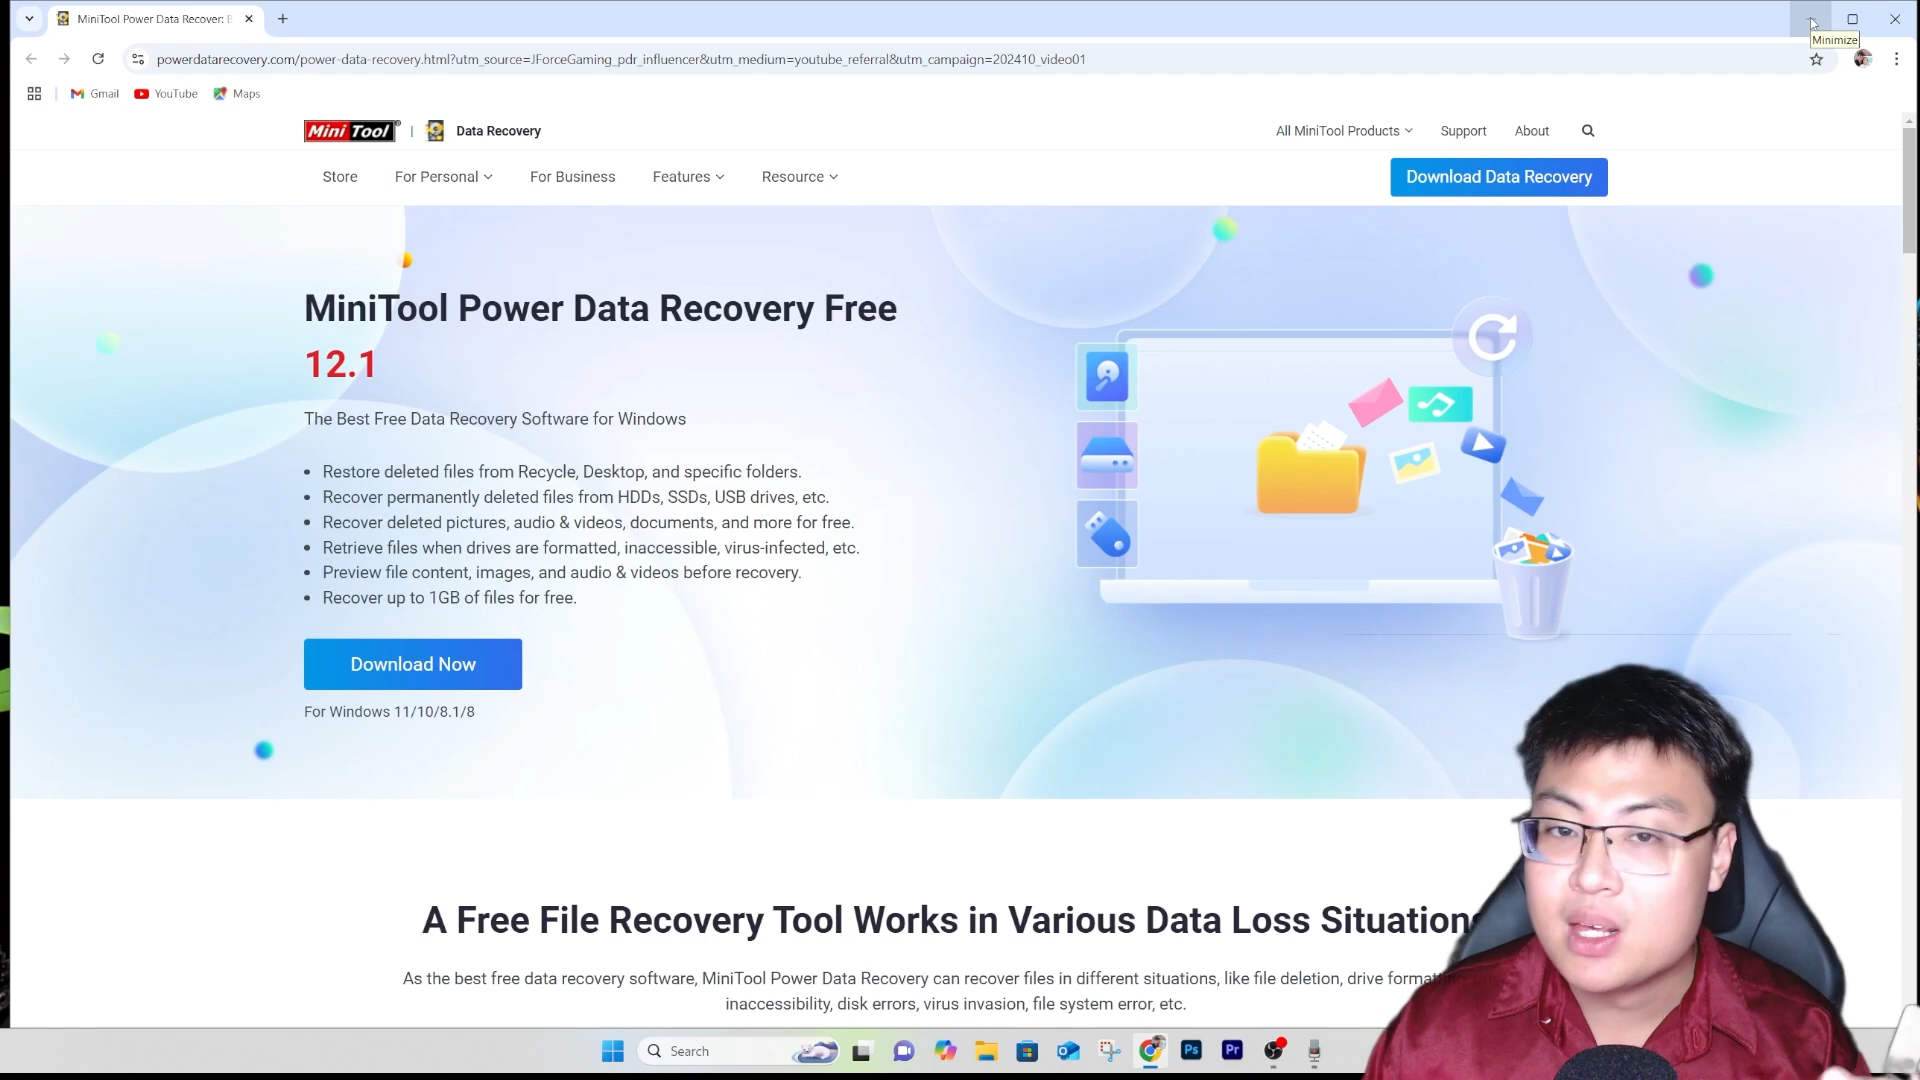 MiniTool Power Data Recover: B
Minimize
powerdatarecovery.com/power-data-recovery.html?utm_source=JForceGaming_pdr_influencer&utm_medium=youtube_referral&utm_campaign=202410_video01
Gmail YouTube Maps
Mini Tool® | Data Recovery
All MiniTool Products Support About
Store For Personal For Business Features Resource
Download Data Recovery
MiniTool Power Data Recovery Free
12.1
The Best Free Data Recovery Software for Windows
Restore deleted files from Recycle, Desktop, and specific folders.
Recover permanently deleted files from HDDs, SSDs, USB drives, etc.
Recover deleted pictures, audio & videos, documents, and more for free.
Retrieve files when drives are formatted, inaccessible, virus-infected, etc.
Preview file content, images, and audio & videos before recovery.
Recover up to 1GB of files for free.
Download Now
For Windows 11/10/8.1/8
A Free File Recovery Tool Works in Various Data Loss Situations
As the best free data recovery software, MiniTool Power Data Recovery can recover files in different situations, like file deletion, drive
inaccessibility, disk errors, virus invasion, file system error, etc.
Search
Ps
Pr